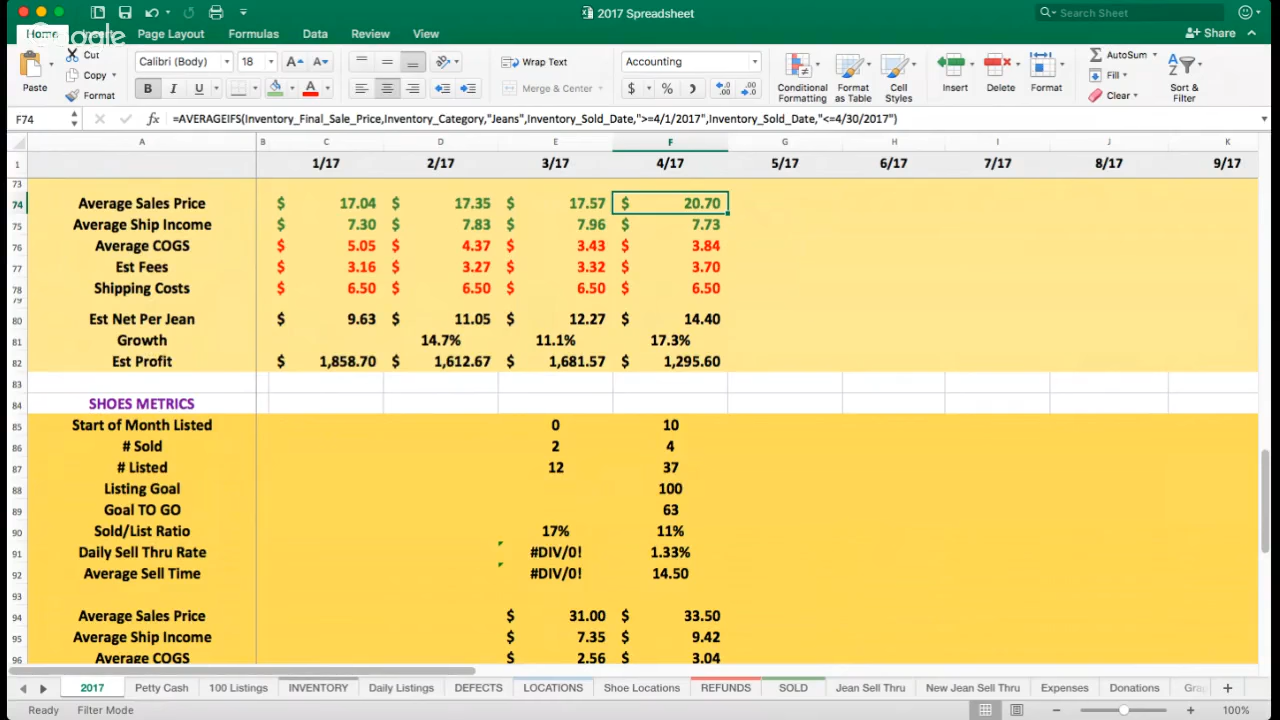 2017 Spreadsheet
Search Sheet
Home Page Layout Formulas Data Review View
Share
Google
Paste
Cut
Copy
Format
Calibri (Body) 18
A A
B I U A
Wrap Text
Merge & Center
Accounting
$ %
Conditional Formatting
Format as Table
Cell Styles
Insert
Delete
Format
AutoSum
Fill
Clear
Sort & Filter
F74 fx =AVERAGEIFS(Inventory_Final_Sale_Price,Inventory_Category,"Jeans",Inventory_Sold_Date,">=4/1/2017",Inventory_Sold_Date,"<=4/30/2017")
A B C D E F G H I J K
1 1/17 2/17 3/17 4/17 5/17 6/17 7/17 8/17 9/17
73
74 Average Sales Price $ 17.04 $ 17.35 $ 17.57 $ 20.70
75 Average Ship Income $ 7.30 $ 7.83 $ 7.96 $ 7.73
76 Average COGS $ 5.05 $ 4.37 $ 3.43 $ 3.84
77 Est Fees $ 3.16 $ 3.27 $ 3.32 $ 3.70
78 Shipping Costs $ 6.50 $ 6.50 $ 6.50 $ 6.50
79
80 Est Net Per Jean $ 9.63 $ 11.05 $ 12.27 $ 14.40
81 Growth 14.7% 11.1% 17.3%
82 Est Profit $ 1,858.70 $ 1,612.67 $ 1,681.57 $ 1,295.60
83
84 SHOES METRICS
85 Start of Month Listed 0 10
86 # Sold 2 4
87 # Listed 12 37
88 Listing Goal 100
89 Goal TO GO 63
90 Sold/List Ratio 17% 11%
91 Daily Sell Thru Rate #DIV/0! 1.33%
92 Average Sell Time #DIV/0! 14.50
93
94 Average Sales Price $ 31.00 $ 33.50
95 Average Ship Income $ 7.35 $ 9.42
96 Average COGS $ 2.56 $ 3.04
2017 Petty Cash 100 Listings INVENTORY Daily Listings DEFECTS LOCATIONS Shoe Locations REFUNDS SOLD Jean Sell Thru New Jean Sell Thru Expenses Donations Gra
Ready Filter Mode 100%